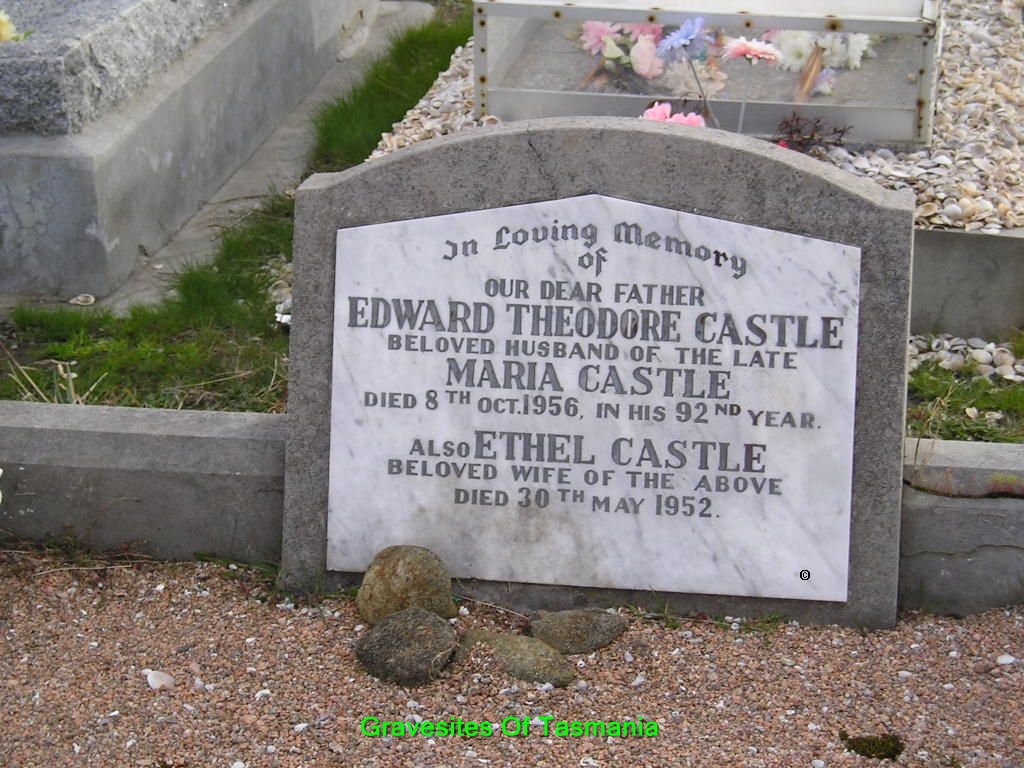 In Loving Memory
of
OUR DEAR FATHER
EDWARD THEODORE CASTLE
BELOVED HUSBAND OF THE LATE
MARIA CASTLE
DIED 8TH OCT. 1956, IN HIS 92ND YEAR.
ALSO ETHEL CASTLE
BELOVED WIFE OF THE ABOVE
DIED 30TH MAY 1952.
©
Gravesites Of Tasmania